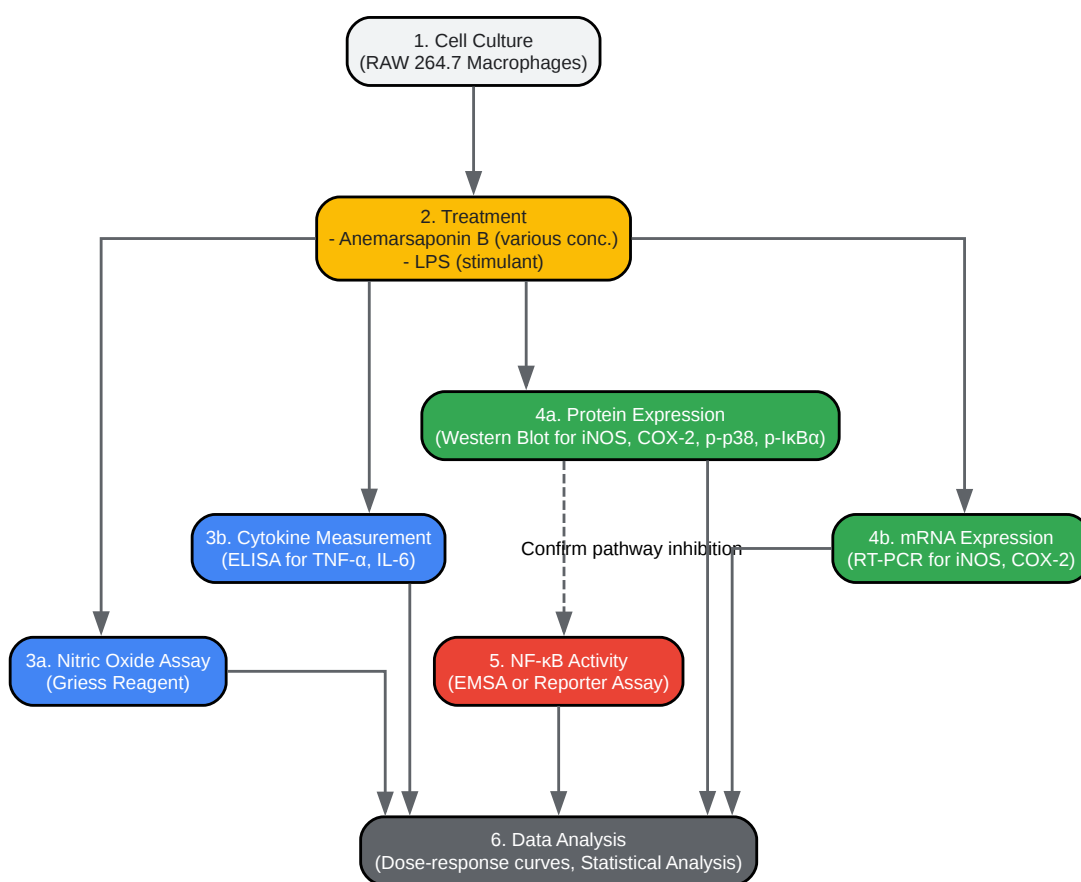 1. Cell Culture
(RAW 264.7 Macrophages)
2. Treatment
- Anemarsaponin B (various conc.)
- LPS (stimulant)
4a. Protein Expression
(Western Blot for iNOS, COX-2, p-p38, p-IκBα)
3b. Cytokine Measurement
(ELISA for TNF-α, IL-6)
Confirm pathway inhibition
4b. mRNA Expression
(RT-PCR for iNOS, COX-2)
3a. Nitric Oxide Assay
(Griess Reagent)
5. NF-κB Activity
(EMSA or Reporter Assay)
6. Data Analysis
(Dose-response curves, Statistical Analysis)